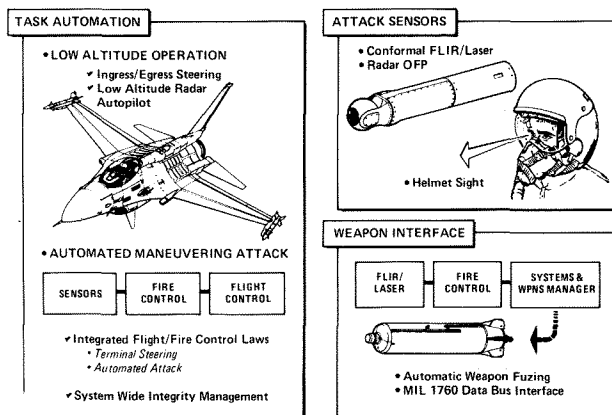 TASK AUTOMATION
• LOW ALTITUDE OPERATION
✔ Ingress/Egress Steering
✔ Low Altitude Radar
Autopilot
• AUTOMATED MANEUVERING ATTACK
SENSORS
FIRE
CONTROL
FLIGHT
CONTROL
✔ Integrated Flight/Fire Control Laws
• Terminal Steering
• Automated Attack
✔ System Wide Integrity Management
ATTACK SENSORS
• Conformal FLIR/Laser
• Radar OFP
• Helmet Sight
WEAPON INTERFACE
FLIR/
LASER
FIRE
CONTROL
SYSTEMS &
WPNS MANAGER
• Automatic Weapon Fuzing
• MIL 1760 Data Bus Interface